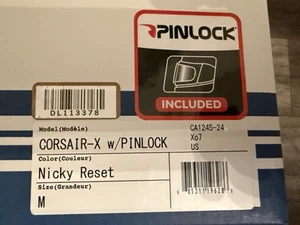 PINLOCK®
INCLUDED
DL113378
Model(Modèle)
CA1245-24
CORSAIR-X w/PINLOCK
Xo7
US
Color(Couleur)
Nicky Reset
Size(Grandeur)
M